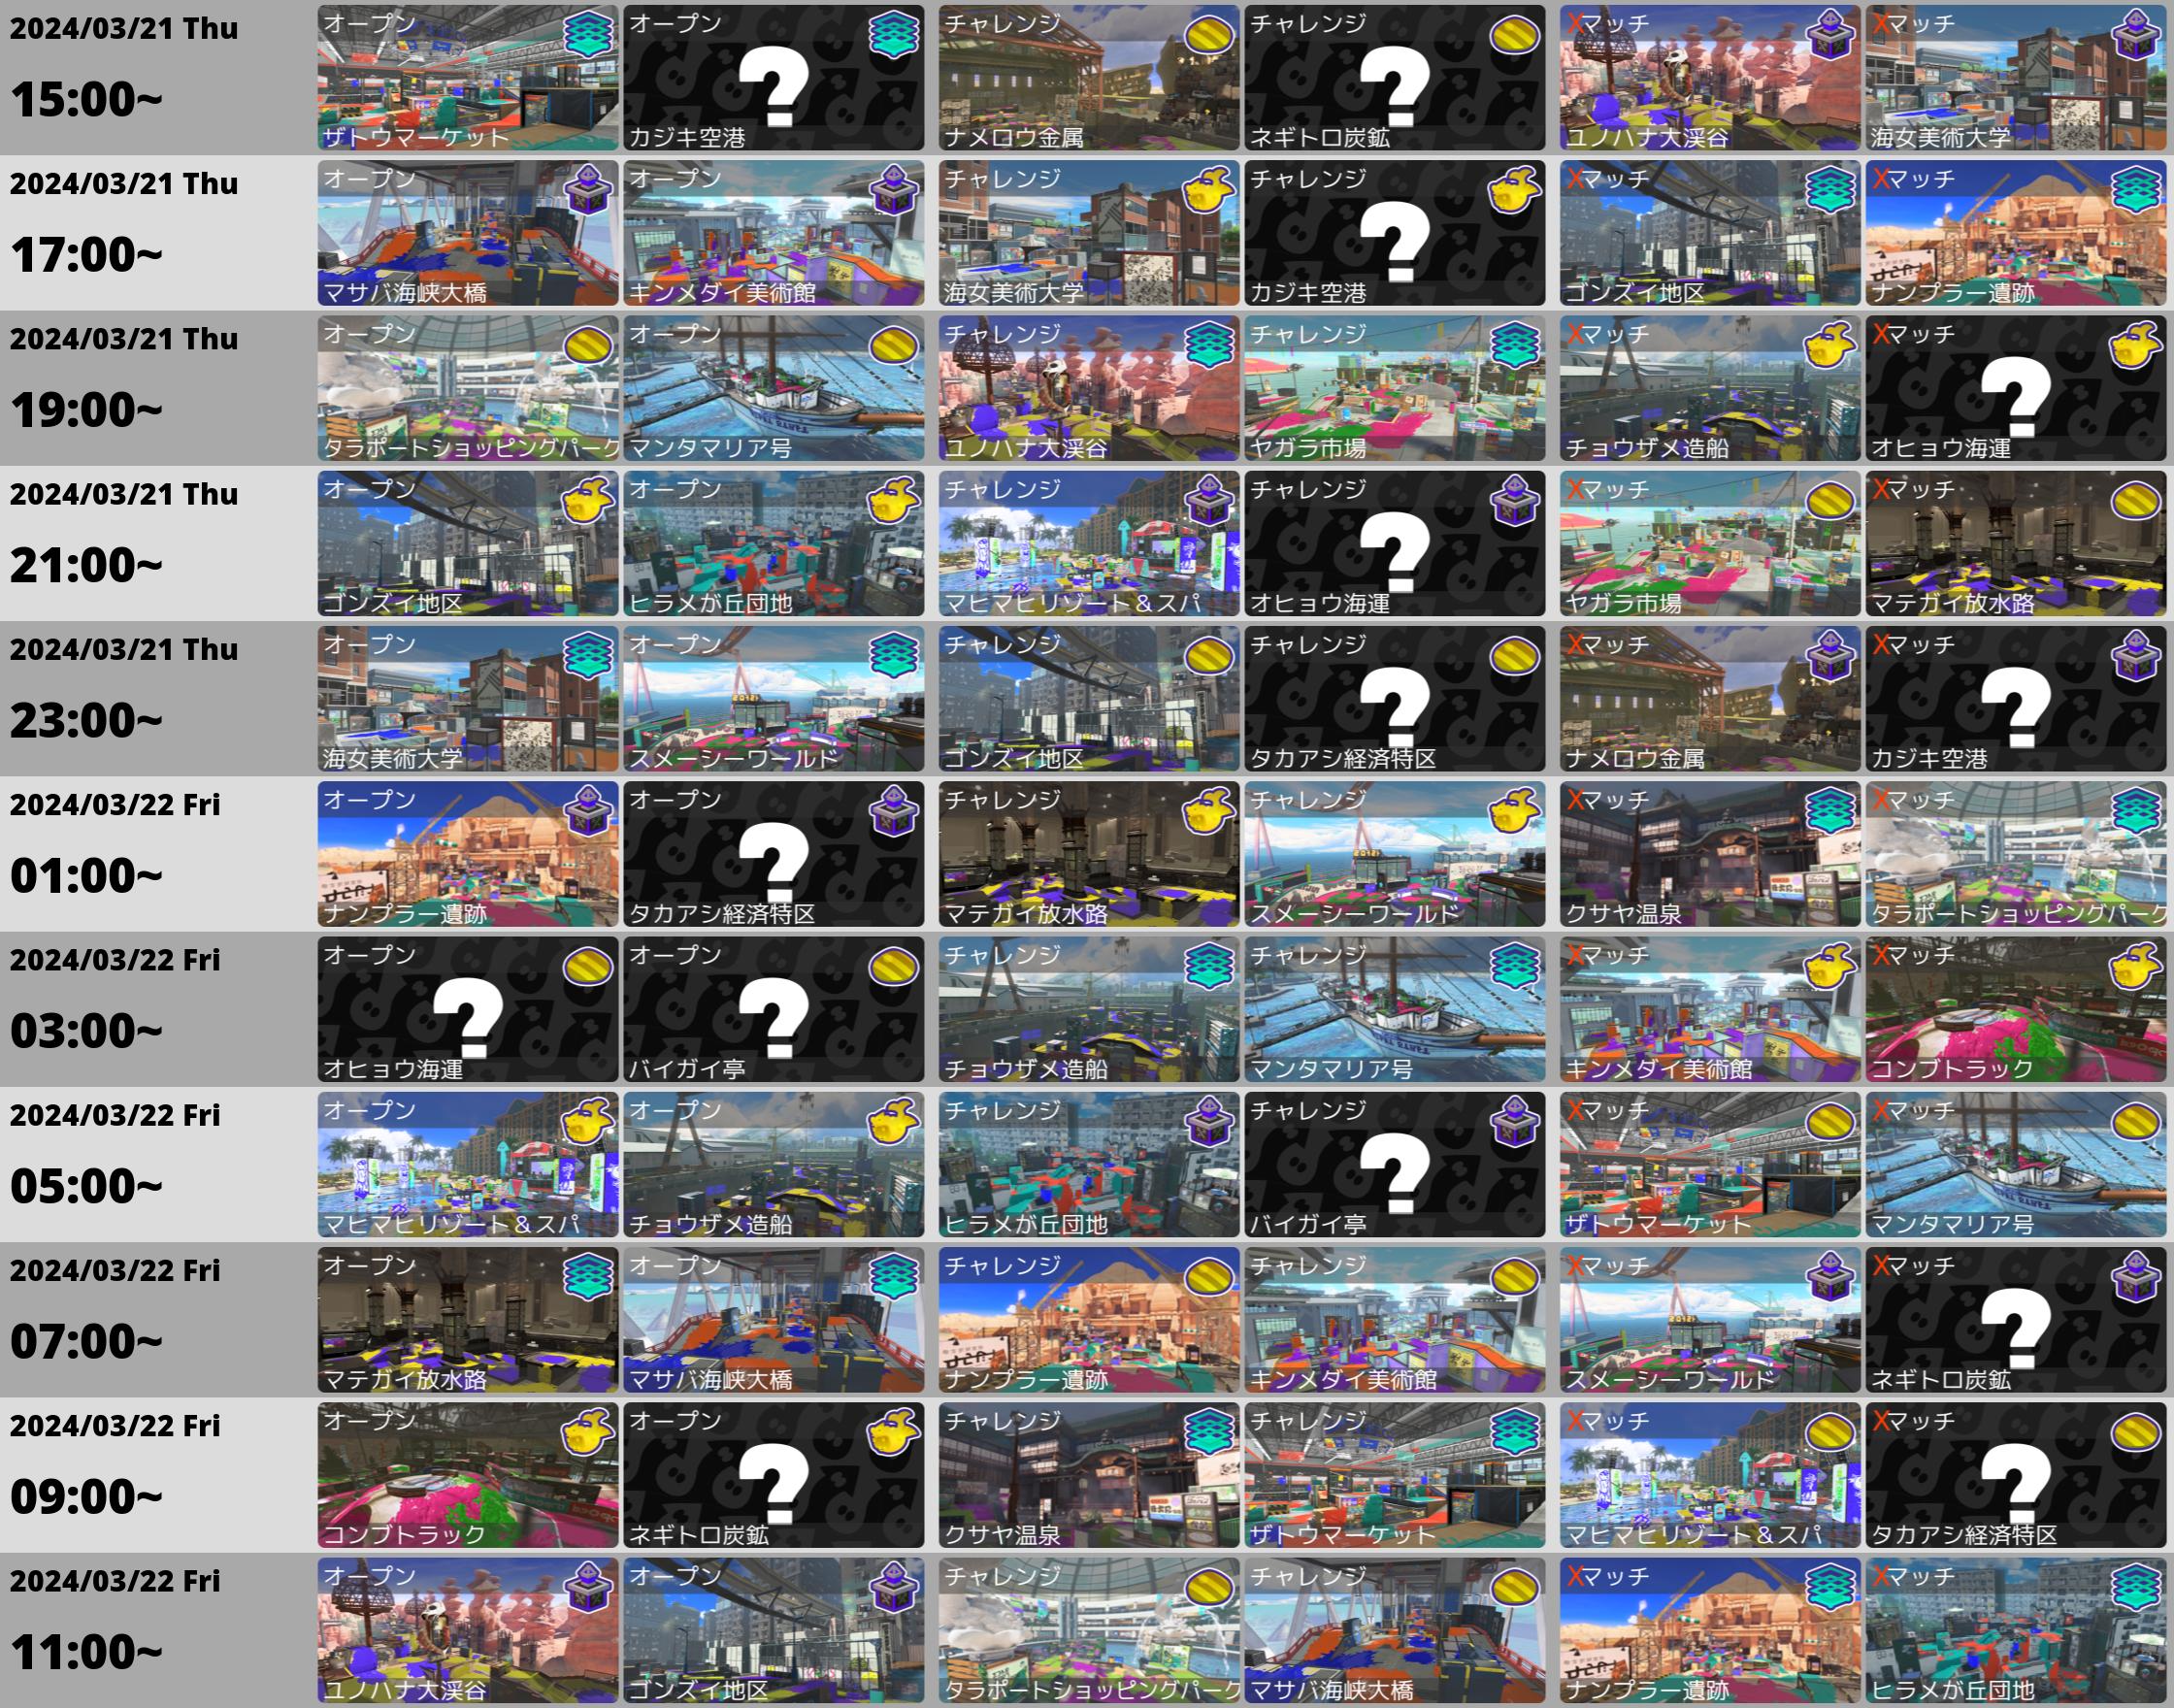 2024/03/21 Thu
15:00~
オープン
ザトウマーケット
オープン
カジキ空港
チャレンジ
ナメロウ金属
チャレンジ
ネギトロ炭鉱
Xマッチ
ユノハナ大渓谷
Xマッチ
海女美術大学
2024/03/21 Thu
17:00~
オープン
マサバ海峡大橋
オープン
キンメダイ美術館
チャレンジ
海女美術大学
チャレンジ
カジキ空港
Xマッチ
ゴンズイ地区
Xマッチ
ナンプラー遺跡
2024/03/21 Thu
19:00~
オープン
タラポートショッピングパーク
オープン
マンタマリア号
チャレンジ
ユノハナ大渓谷
チャレンジ
ヤガラ市場
Xマッチ
チョウザメ造船
Xマッチ
オヒョウ海運
2024/03/21 Thu
21:00~
オープン
ゴンズイ地区
オープン
ヒラメが丘団地
チャレンジ
マヒマヒリゾート＆スパ
チャレンジ
オヒョウ海運
Xマッチ
ヤガラ市場
Xマッチ
マテガイ放水路
2024/03/21 Thu
23:00~
オープン
海女美術大学
オープン
スメーシーワールド
チャレンジ
ゴンズイ地区
チャレンジ
タカアシ経済特区
Xマッチ
ナメロウ金属
Xマッチ
カジキ空港
2024/03/22 Fri
01:00~
オープン
ナンプラー遺跡
オープン
タカアシ経済特区
チャレンジ
マテガイ放水路
チャレンジ
スメーシーワールド
Xマッチ
クサヤ温泉
Xマッチ
タラポートショッピングパーク
2024/03/22 Fri
03:00~
オープン
オヒョウ海運
オープン
バイガイ亭
チャレンジ
チョウザメ造船
チャレンジ
マンタマリア号
Xマッチ
キンメダイ美術館
Xマッチ
コンブトラック
2024/03/22 Fri
05:00~
オープン
マヒマヒリゾート＆スパ
オープン
チョウザメ造船
チャレンジ
ヒラメが丘団地
チャレンジ
バイガイ亭
Xマッチ
ザトウマーケット
Xマッチ
マンタマリア号
2024/03/22 Fri
07:00~
オープン
マテガイ放水路
オープン
マサバ海峡大橋
チャレンジ
ナンプラー遺跡
チャレンジ
キンメダイ美術館
Xマッチ
スメーシーワールド
Xマッチ
ネギトロ炭鉱
2024/03/22 Fri
09:00~
オープン
コンブトラック
オープン
ネギトロ炭鉱
チャレンジ
クサヤ温泉
チャレンジ
ザトウマーケット
Xマッチ
マヒマヒリゾート＆スパ
Xマッチ
タカアシ経済特区
2024/03/22 Fri
11:00~
オープン
ユノハナ大渓谷
オープン
ゴンズイ地区
チャレンジ
タラポートショッピングパーク
チャレンジ
マサバ海峡大橋
Xマッチ
ナンプラー遺跡
Xマッチ
ヒラメが丘団地